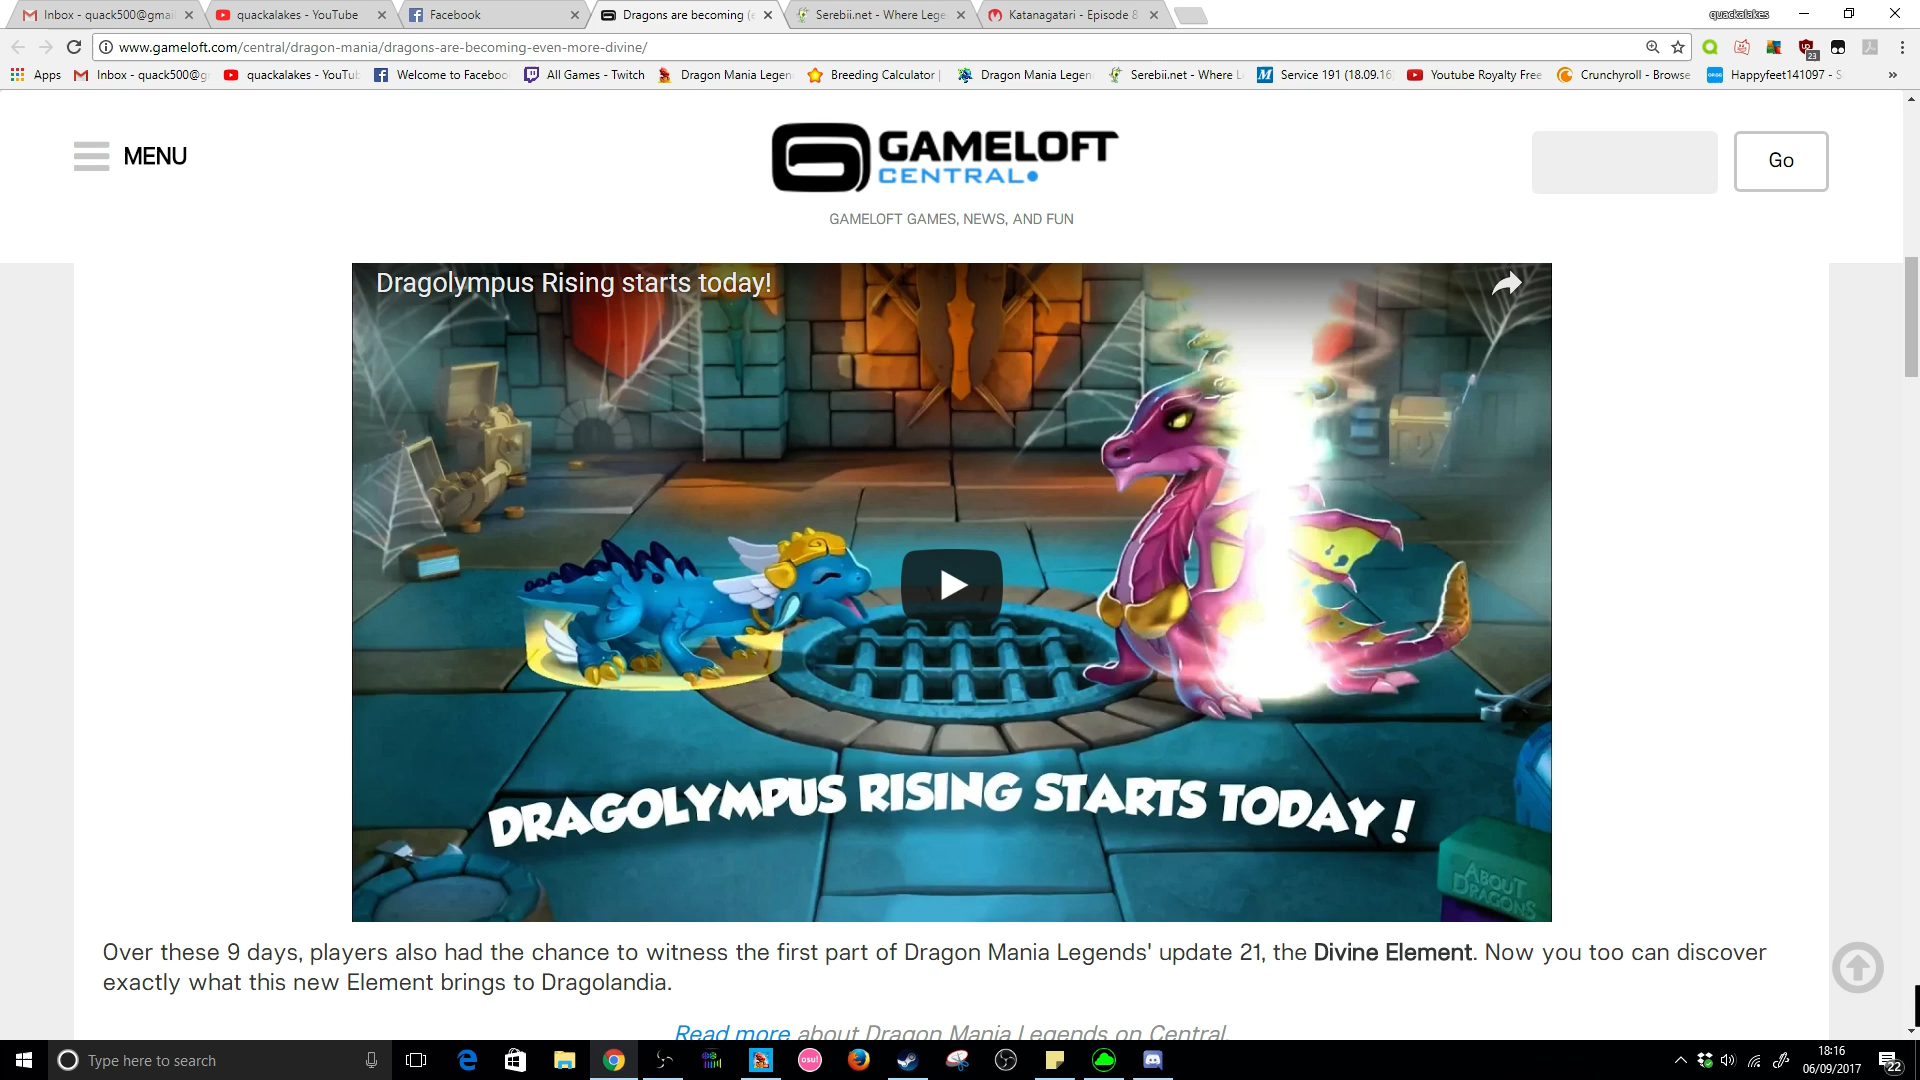 Inbox - quack500@gmai
quackalakes - YouTube
Facebook
Dragons are becoming (e
Serebii.net - Where Lege
Katanagatari - Episode 8
quackalakes
www.gameloft.com/central/dragon-mania/dragons-are-becoming-even-more-divine/
23
Apps
Inbox - quack500@g
quackalakes - YouTu
Welcome to Faceboo
All Games - Twitch
Dragon Mania Legen
Breeding Calculator |
Dragon Mania Legen
Serebii.net - Where L
Service 191 (18.09.16
Youtube Royalty Free
Crunchyroll - Browse
Happyfeet141097 - S
MENU
GAMELOFT
CENTRAL
Go
GAMELOFT GAMES, NEWS, AND FUN
Dragolympus Rising starts today!
DRAGOLYMPUS RISING STARTS TODAY!
ABOUT
DRAGONS
Over these 9 days, players also had the chance to witness the first part of Dragon Mania Legends' update 21, the Divine Element. Now you too can discover
exactly what this new Element brings to Dragolandia.
Read more about Dragon Mania Legends on Central.
Type here to search
osu!
18:16
06/09/2017
22